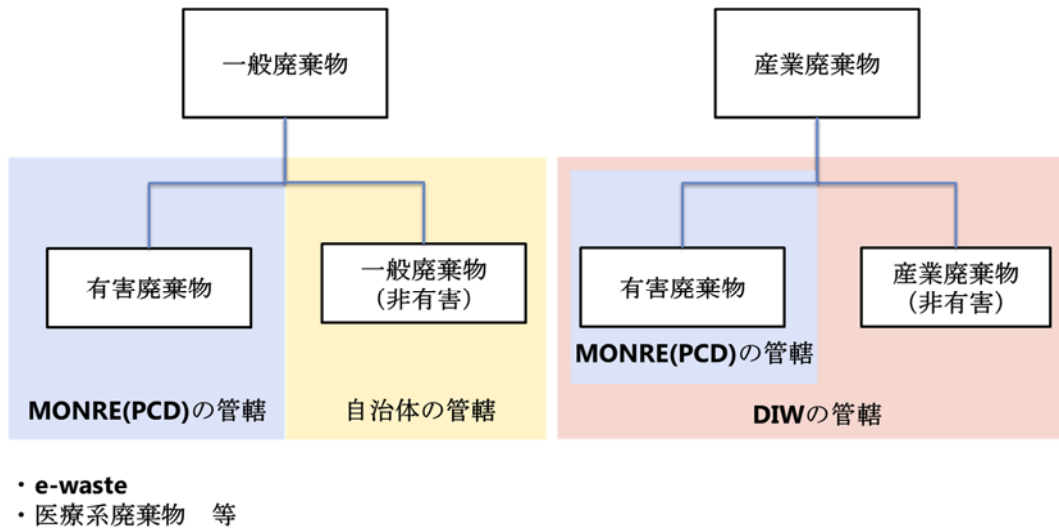 一般廃棄物
産業廃棄物
有害廃棄物
一般廃棄物
（非有害）
有害廃棄物
産業廃棄物
（非有害）
MONRE(PCD)の管轄
MONRE(PCD)の管轄
自治体の管轄
DIWの管轄
・e-waste
・医療系廃棄物　等